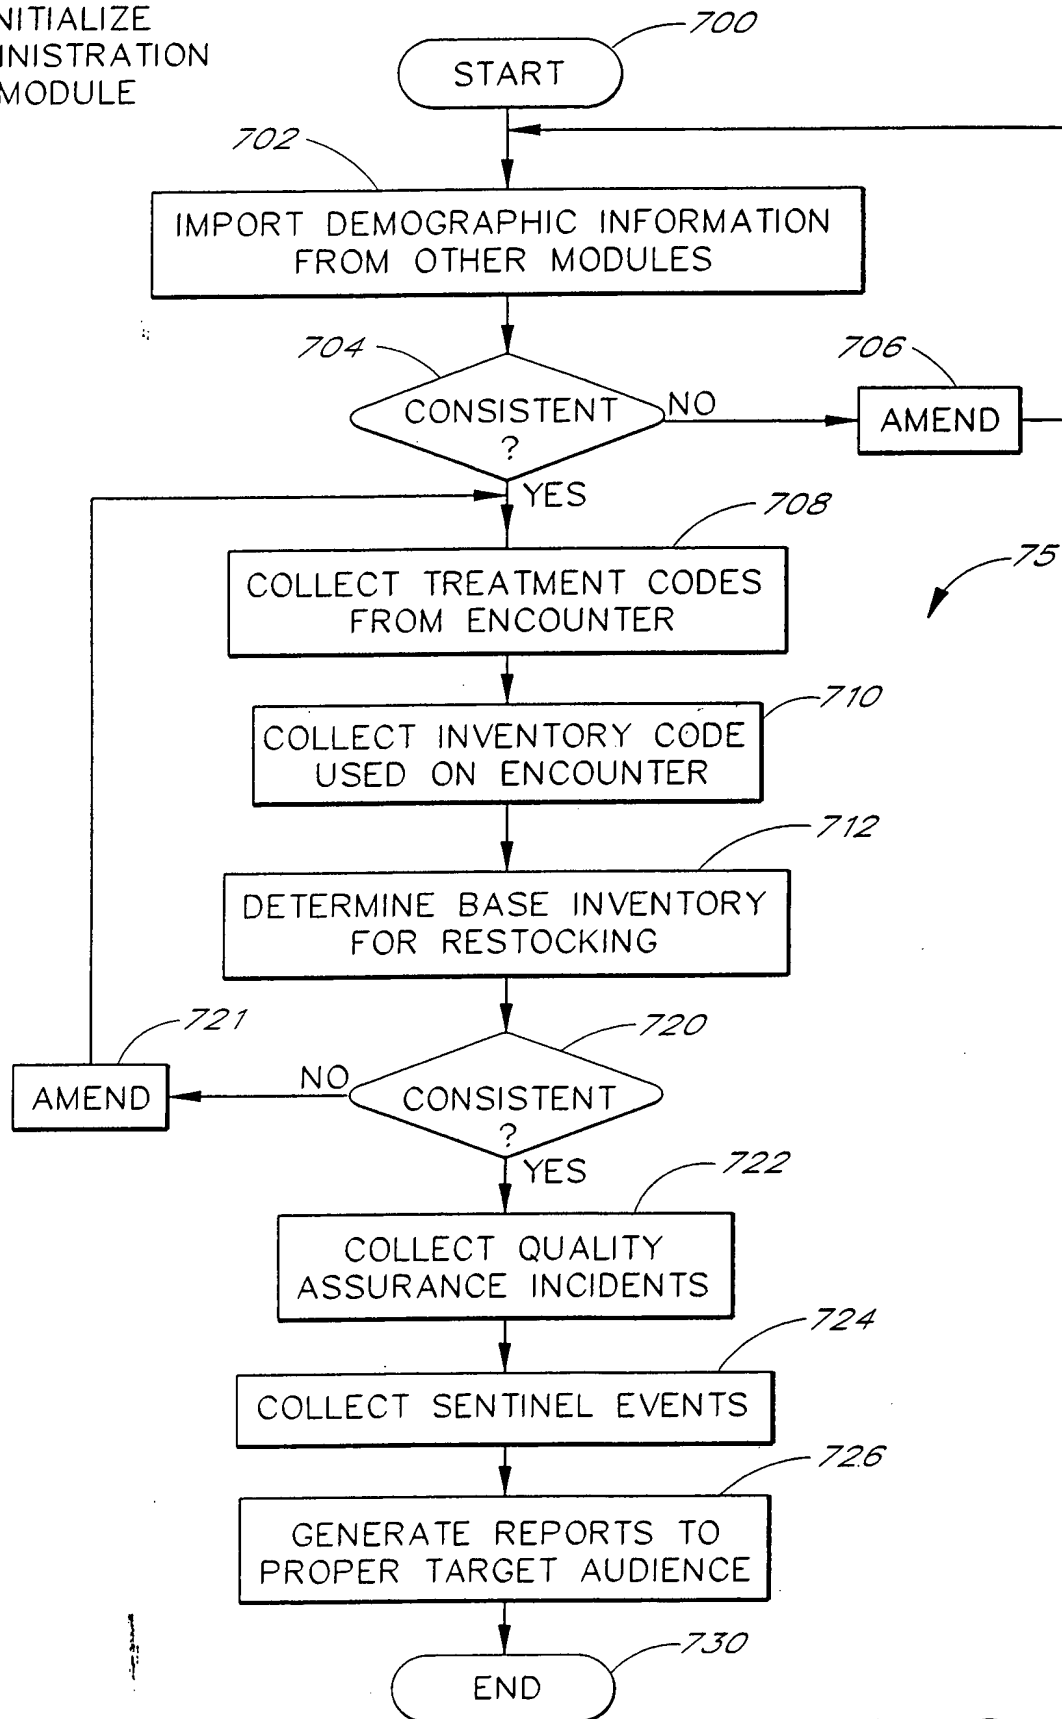 NITIALIZE
INISTRATION
MODULE
700
START
702
IMPORT DEMOGRAPHIC INFORMATION
FROM OTHER MODULES
704
CONSISTENT
?
NO
706
AMEND
YES
708
COLLECT TREATMENT CODES
FROM ENCOUNTER
75
710
COLLECT INVENTORY CODE
USED ON ENCOUNTER
712
DETERMINE BASE INVENTORY
FOR RESTOCKING
720
CONSISTENT
?
NO
721
AMEND
YES
722
COLLECT QUALITY
ASSURANCE INCIDENTS
724
COLLECT SENTINEL EVENTS
726
GENERATE REPORTS TO
PROPER TARGET AUDIENCE
730
END